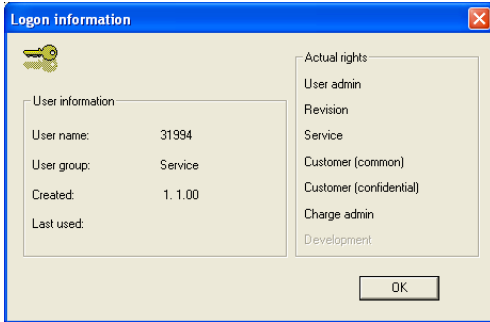 Logon information
User information
User name: 31994
User group: Service
Created: 1. 1.00
Last used:
Actual rights
User admin
Revision
Service
Customer (common)
Customer (confidential)
Charge admin
Development
OK